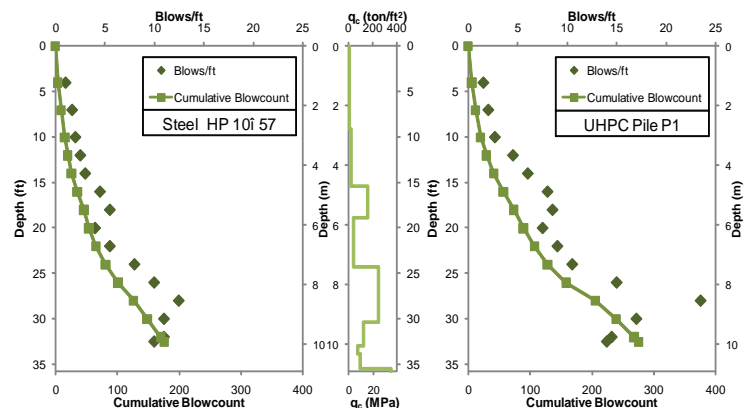 Blows/ft
0 5 10 15 20 25
0
5
10
15
20
25
30
35
Depth (ft)
Blows/ft
Cumulative Blowcount
Steel HP 10î 57
0
2
4
6
8
10
Depth (m)
0 100 200 300 400
Cumulative Blowcount
qc (ton/ft²)
0 200 400
0
5
10
15
20
25
30
35
0 20 40
qc (MPa)
Blows/ft
0 5 10 15 20 25
Blows/ft
Cumulative Blowcount
UHPC Pile P1
Depth (ft)
0
2
4
6
8
10
Depth (m)
0 100 200 300 400
Cumulative Blowcount